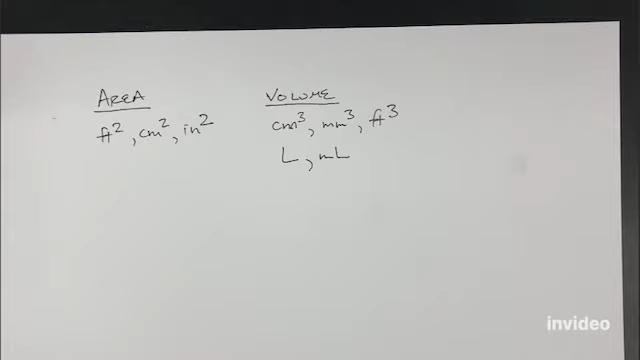 AREA
ft², cm², in²
VOLUME
cm³, mm³, ft³
L, mL
invideo